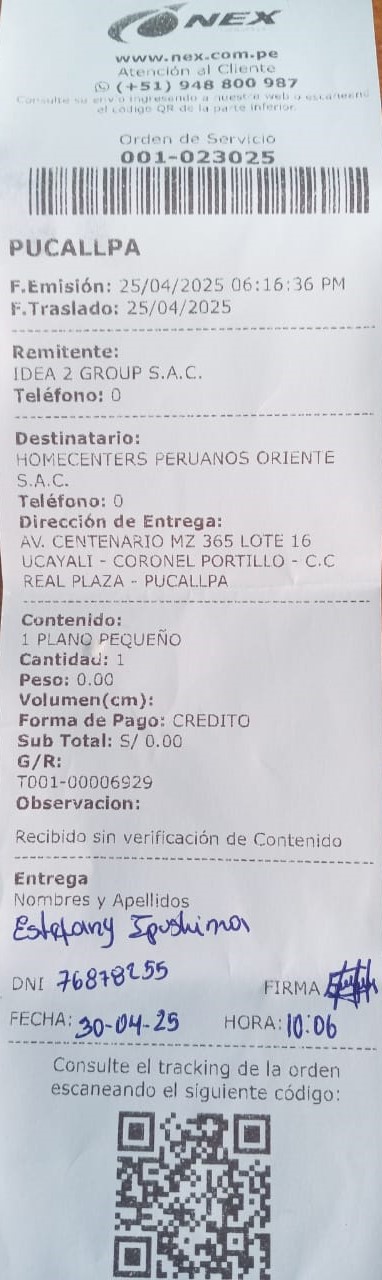 NEX
www.nex.com.pe
Atención al Cliente
(+51) 948 800 987
Consulte su envío ingresando a nuestra web o escaneando
el código QR de la parte inferior.
Orden de Servicio
001-023025
PUCALLPA
F.Emisión: 25/04/2025 06:16:36 PM
F.Traslado: 25/04/2025
Remitente:
IDEA 2 GROUP S.A.C.
Teléfono: 0
Destinatario:
HOMECENTERS PERUANOS ORIENTE
S.A.C.
Teléfono: 0
Dirección de Entrega:
AV. CENTENARIO MZ 365 LOTE 16
UCAYALI - CORONEL PORTILLO - C.C
REAL PLAZA - PUCALLPA
Contenido:
1 PLANO PEQUEÑO
Cantidad: 1
Peso: 0.00
Volumen(cm):
Forma de Pago: CREDITO
Sub Total: S/ 0.00
G/R:
T001-00006929
Observacion:
Recibido sin verificación de Contenido
Entrega
Nombres y Apellidos
Estefany Ipushima
DNI 76878255 FIRMA
FECHA: 30-04-25 HORA: 10:06
Consulte el tracking de la orden
escaneando el siguiente código: